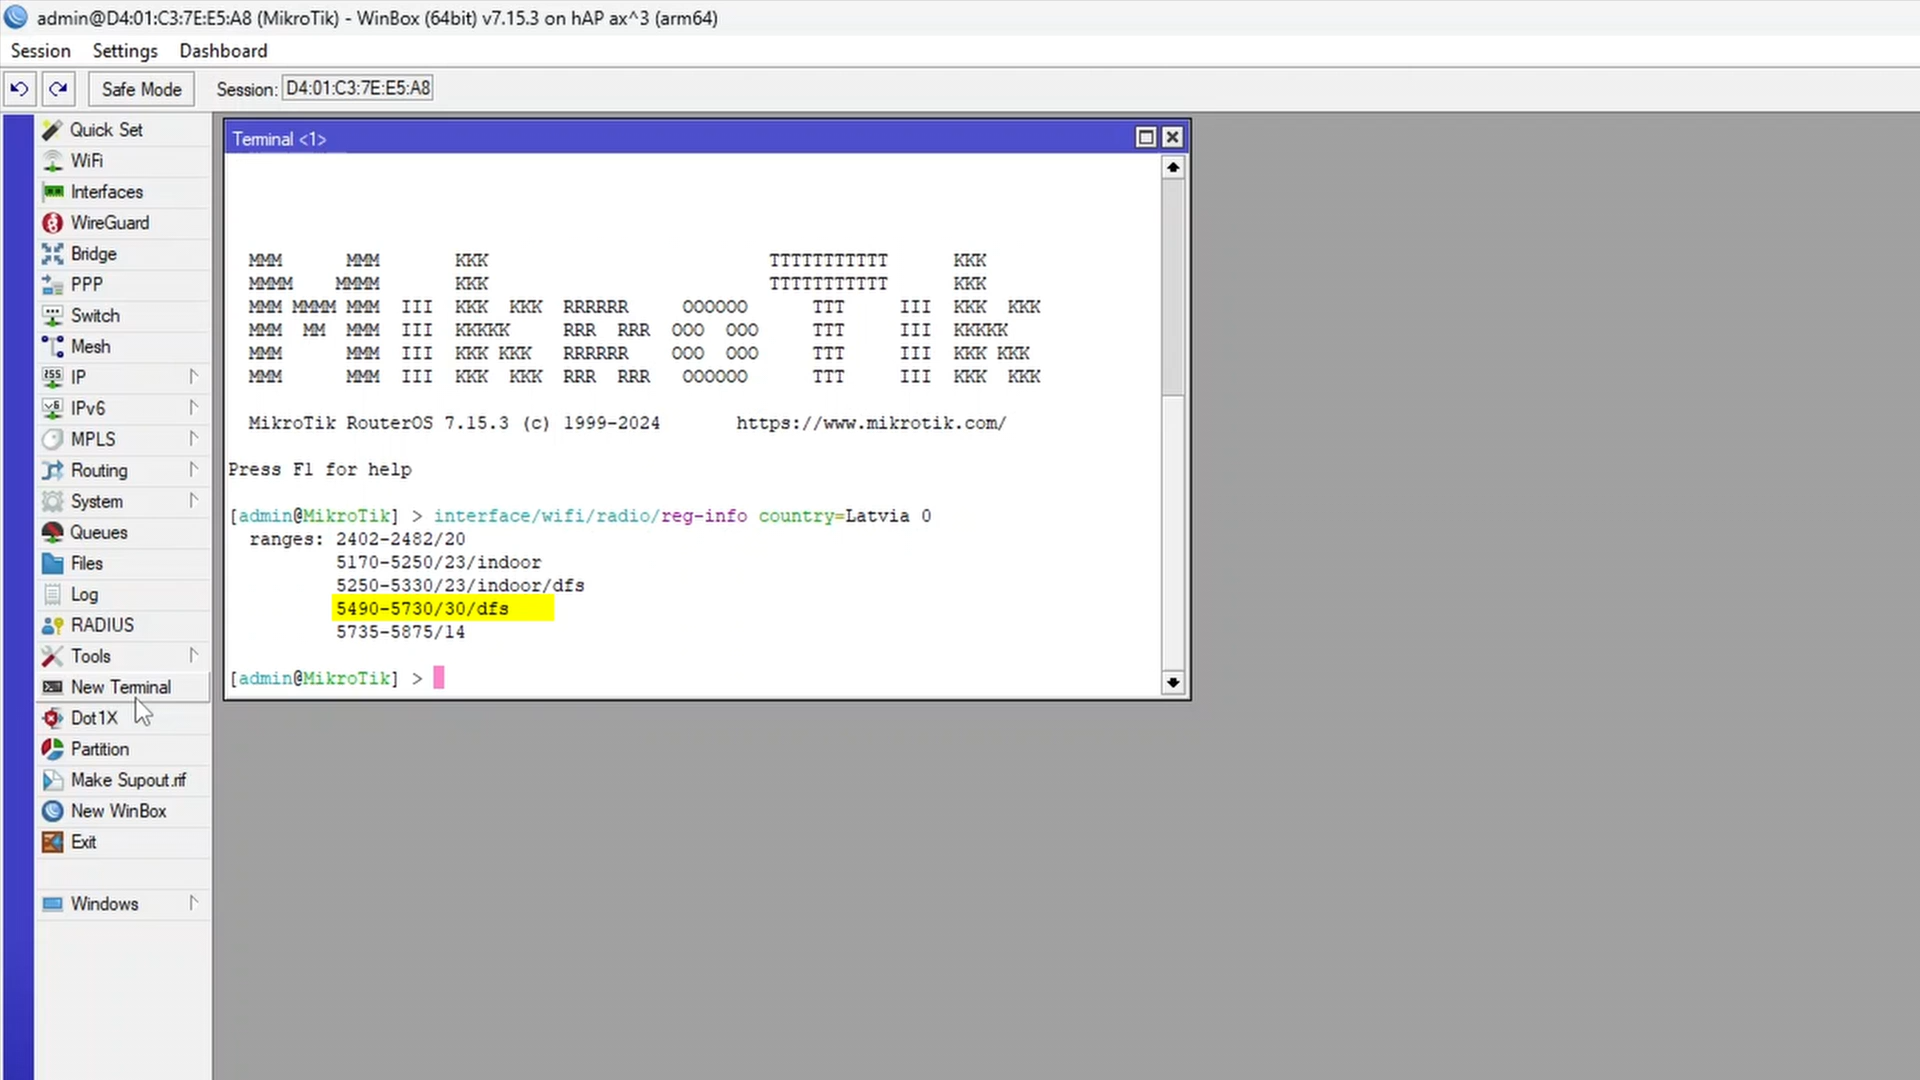 admin@D4:01:C3:7E:E5:A8 (MikroTik) - WinBox (64bit) v7.15.3 on hAP ax^3 (arm64)
Session Settings Dashboard
Safe Mode Session: D4:01:C3:7E:E5:A8
Quick Set
WiFi
Interfaces
WireGuard
Bridge
PPP
Switch
Mesh
IP
IPv6
MPLS
Routing
System
Queues
Files
Log
RADIUS
Tools
New Terminal
Dot1X
Partition
Make Supout.rif
New WinBox
Exit
Windows
Terminal <1>
MMM      MMM       KKK                          TTTTTTTTTTT      KKK
MMMM    MMMM       KKK                          TTTTTTTTTTT      KKK
MMM MMMM MMM  III  KKK  KKK  RRRRRR     OOOOOO      TTT     III  KKK  KKK
MMM  MM  MMM  III  KKKKK     RRR  RRR  OOO  OOO     TTT     III  KKKKK
MMM      MMM  III  KKK KKK   RRRRRR    OOO  OOO     TTT     III  KKK KKK
MMM      MMM  III  KKK  KKK  RRR  RRR   OOOOOO      TTT     III  KKK  KKK
MikroTik RouterOS 7.15.3 (c) 1999-2024       https://www.mikrotik.com/
Press F1 for help
[admin@MikroTik] > interface/wifi/radio/reg-info country=Latvia 0
ranges: 2402-2482/20
5170-5250/23/indoor
5250-5330/23/indoor/dfs
5490-5730/30/dfs
5735-5875/14
[admin@MikroTik] >